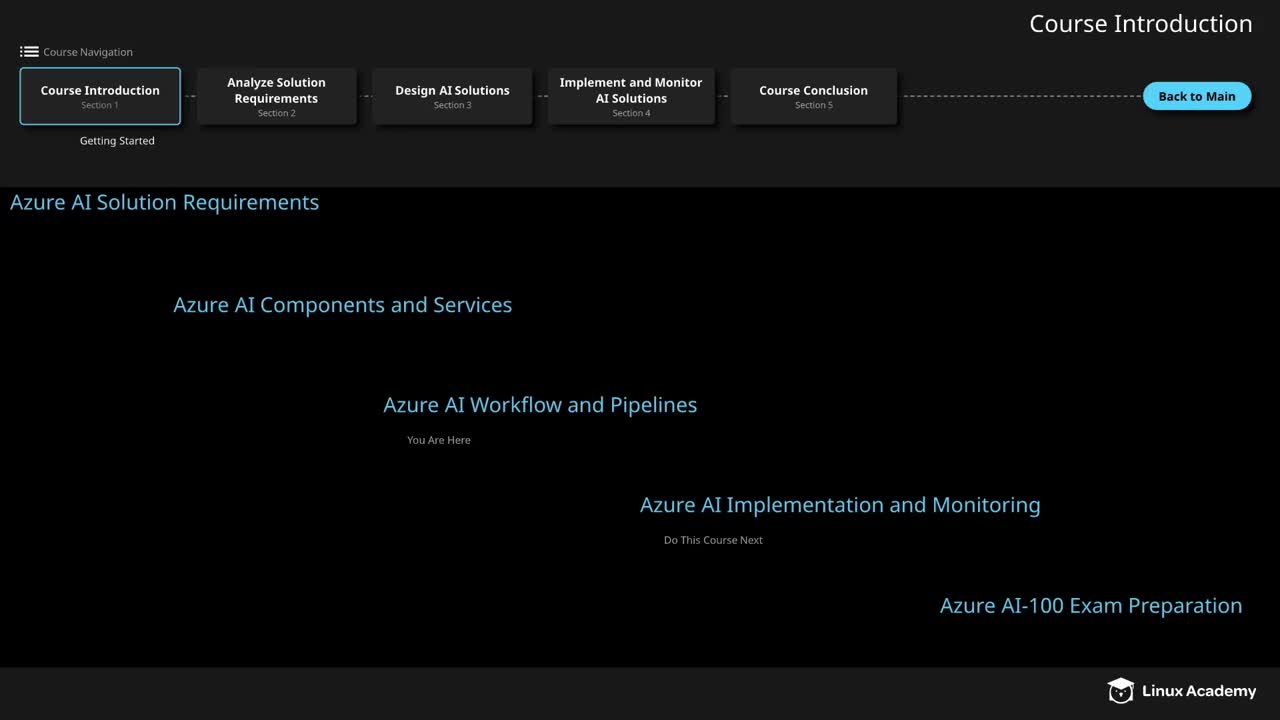 Course Introduction
Course Navigation
Course Introduction
Section 1
Analyze Solution
Requirements
Section 2
Design AI Solutions
Section 3
Implement and Monitor
AI Solutions
Section 4
Course Conclusion
Section 5
Back to Main
Getting Started
Azure AI Solution Requirements
Azure AI Components and Services
Azure AI Workflow and Pipelines
You Are Here
Azure AI Implementation and Monitoring
Do This Course Next
Azure AI-100 Exam Preparation
Linux Academy